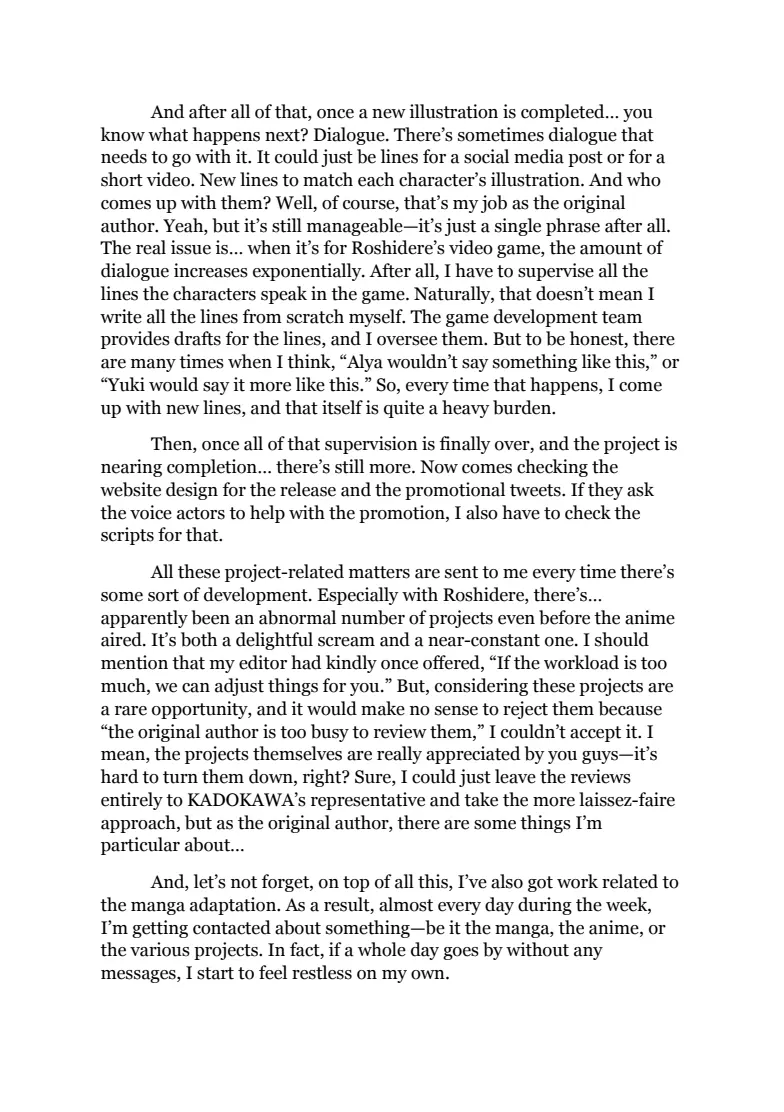 And after all of that, once a new illustration is completed… you
know what happens next? Dialogue. There’s sometimes dialogue that
needs to go with it. It could just be lines for a social media post or for a
short video. New lines to match each character’s illustration. And who
comes up with them? Well, of course, that’s my job as the original
author. Yeah, but it’s still manageable—it’s just a single phrase after all.
The real issue is… when it’s for Roshidere’s video game, the amount of
dialogue increases exponentially. After all, I have to supervise all the
lines the characters speak in the game. Naturally, that doesn’t mean I
write all the lines from scratch myself. The game development team
provides drafts for the lines, and I oversee them. But to be honest, there
are many times when I think, “Alya wouldn’t say something like this,” or
“Yuki would say it more like this.” So, every time that happens, I come
up with new lines, and that itself is quite a heavy burden.
Then, once all of that supervision is finally over, and the project is
nearing completion… there’s still more. Now comes checking the
website design for the release and the promotional tweets. If they ask
the voice actors to help with the promotion, I also have to check the
scripts for that.
All these project-related matters are sent to me every time there’s
some sort of development. Especially with Roshidere, there’s…
apparently been an abnormal number of projects even before the anime
aired. It’s both a delightful scream and a near-constant one. I should
mention that my editor had kindly once offered, “If the workload is too
much, we can adjust things for you.” But, considering these projects are
a rare opportunity, and it would make no sense to reject them because
“the original author is too busy to review them,” I couldn’t accept it. I
mean, the projects themselves are really appreciated by you guys—it’s
hard to turn them down, right? Sure, I could just leave the reviews
entirely to KADOKAWA’s representative and take the more laissez-faire
approach, but as the original author, there are some things I’m
particular about…
And, let’s not forget, on top of all this, I’ve also got work related to
the manga adaptation. As a result, almost every day during the week,
I’m getting contacted about something—be it the manga, the anime, or
the various projects. In fact, if a whole day goes by without any
messages, I start to feel restless on my own.